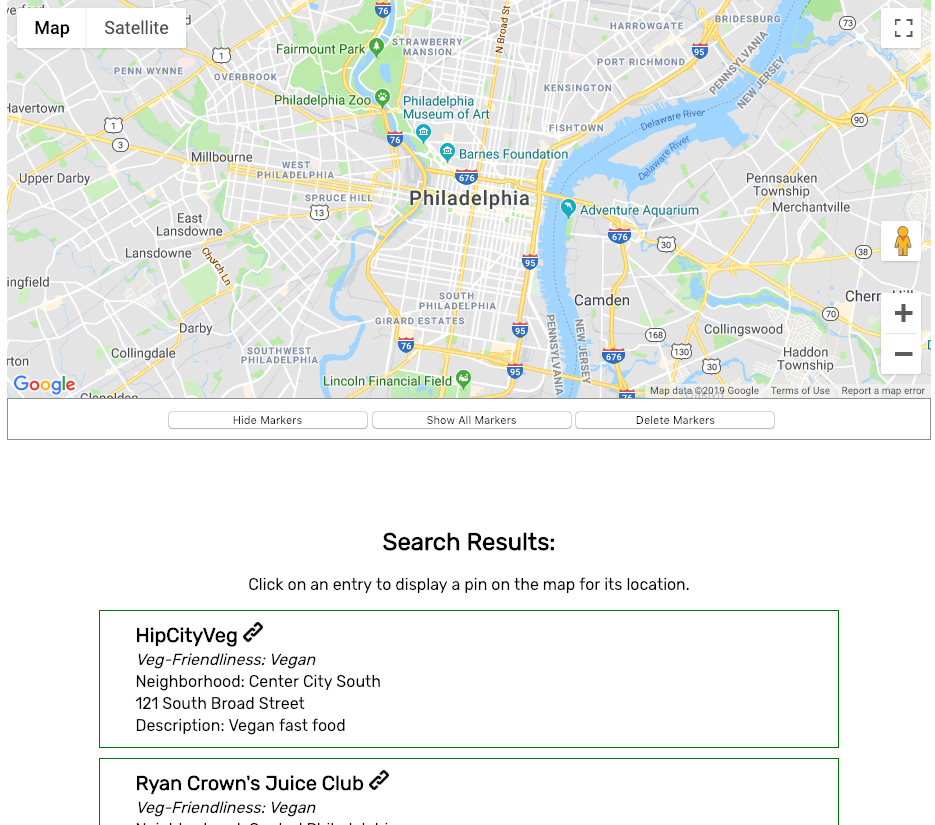 76
BRIDESBURG
Map
Satellite
HARROWGATE
73
Fairmount Park
STRAWBERRY
MANSION
N Broad St
95
PENNSYLVANIA
NEW JERSEY
1
PENN WYNNE
OVERBROOK
PORT RICHMOND
KENSINGTON
Philadelphia Zoo
Philadelphia
Museum of Art
Havertown
1
3
76
FISHTOWN
Delaware River
90
Delaware River
Millbourne
Barnes Foundation
WEST
PHILADELPHIA
Upper Darby
676
Pennsauken
Township
SPRUCE HILL
Philadelphia
13
Adventure Aquarium
Merchantville
East
Lansdowne
676
30
Lansdowne
Church Ln
95
38
ingfield
SOUTH
PHILADELPHIA
Camden
Cherry Hill
GIRARD ESTATES
70
Darby
95
PENNSYLVANIA
NEW JERSEY
168
Collingswood
Collingdale
SOUTHWEST
PHILADELPHIA
76
676
130
Haddon
Township
rton
95
30
Lincoln Financial Field
Google
76
Map data ©2019 Google
Terms of Use
Report a map error
Hide Markers
Show All Markers
Delete Markers
Search Results:
Click on an entry to display a pin on the map for its location.
HipCityVeg
Veg-Friendliness: Vegan
Neighborhood: Center City South
121 South Broad Street
Description: Vegan fast food
Ryan Crown's Juice Club
Veg-Friendliness: Vegan